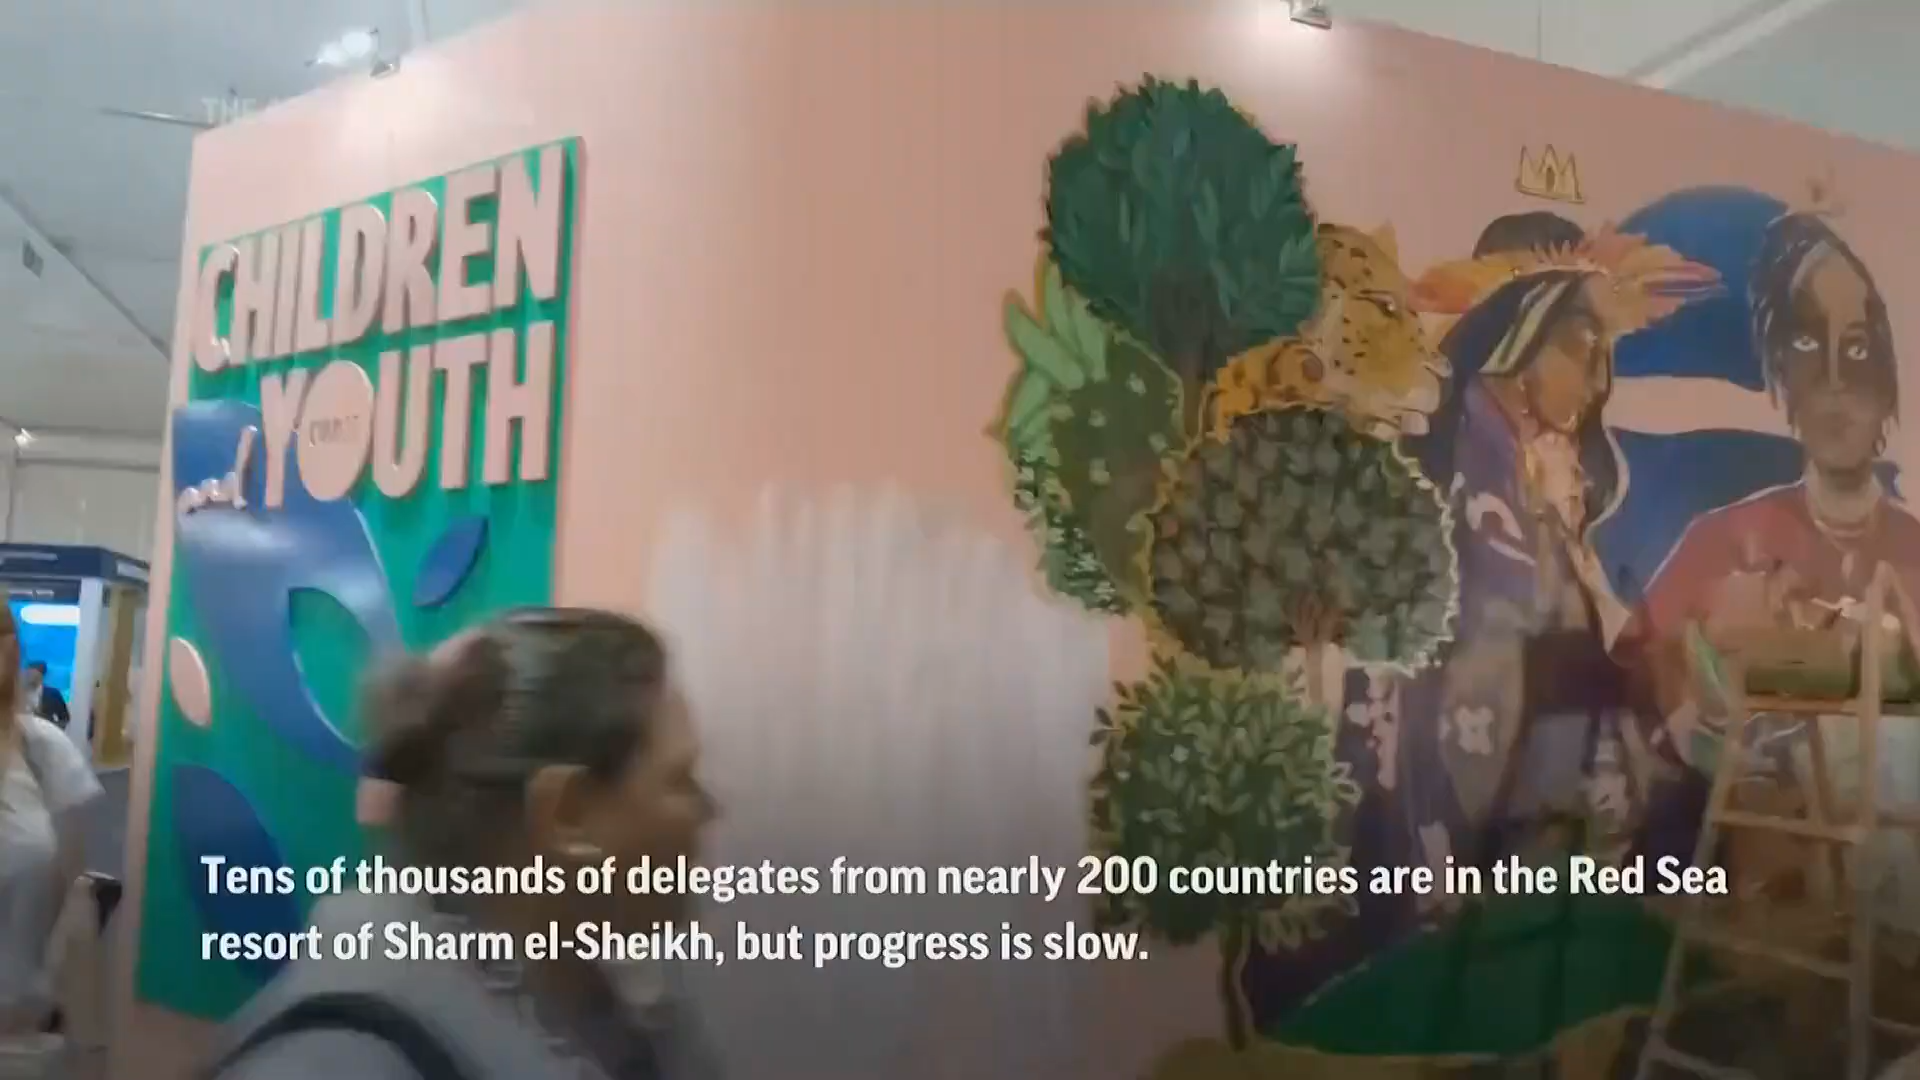 CHILDREN
and YOUTH
Tens of thousands of delegates from nearly 200 countries are in the Red Sea
resort of Sharm el-Sheikh, but progress is slow.